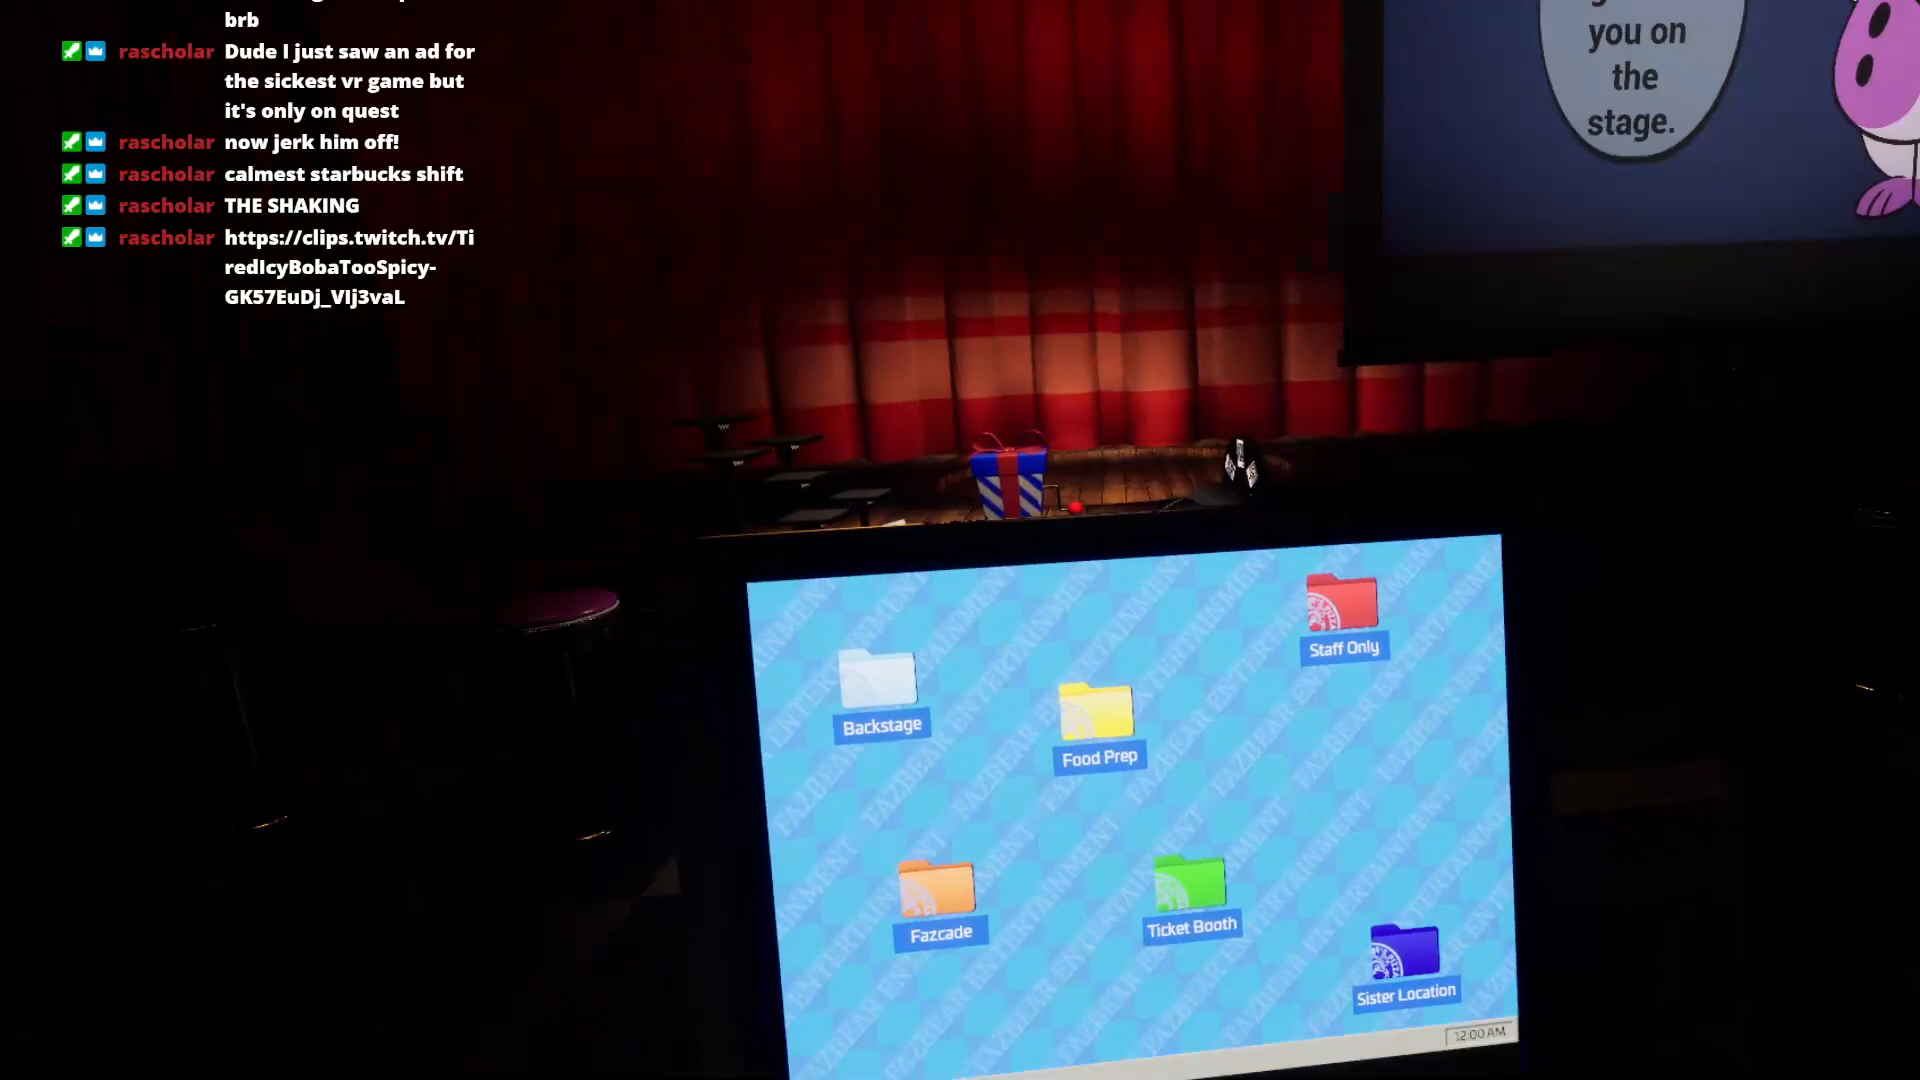 brb
rascholar Dude I just saw an ad for
the sickest vr game but
it's only on quest
rascholar now jerk him off!
rascholar calmest starbucks shift
rascholar THE SHAKING
rascholar https://clips.twitch.tv/Ti
redIcyBobaTooSpicy-
GK57EuDj_VIj3vaL
you on
the
stage.
Staff Only
Backstage
Food Prep
Fazcade
Ticket Booth
Sister Location
12:00 AM
FAZBEAR ENTERTAINMENT